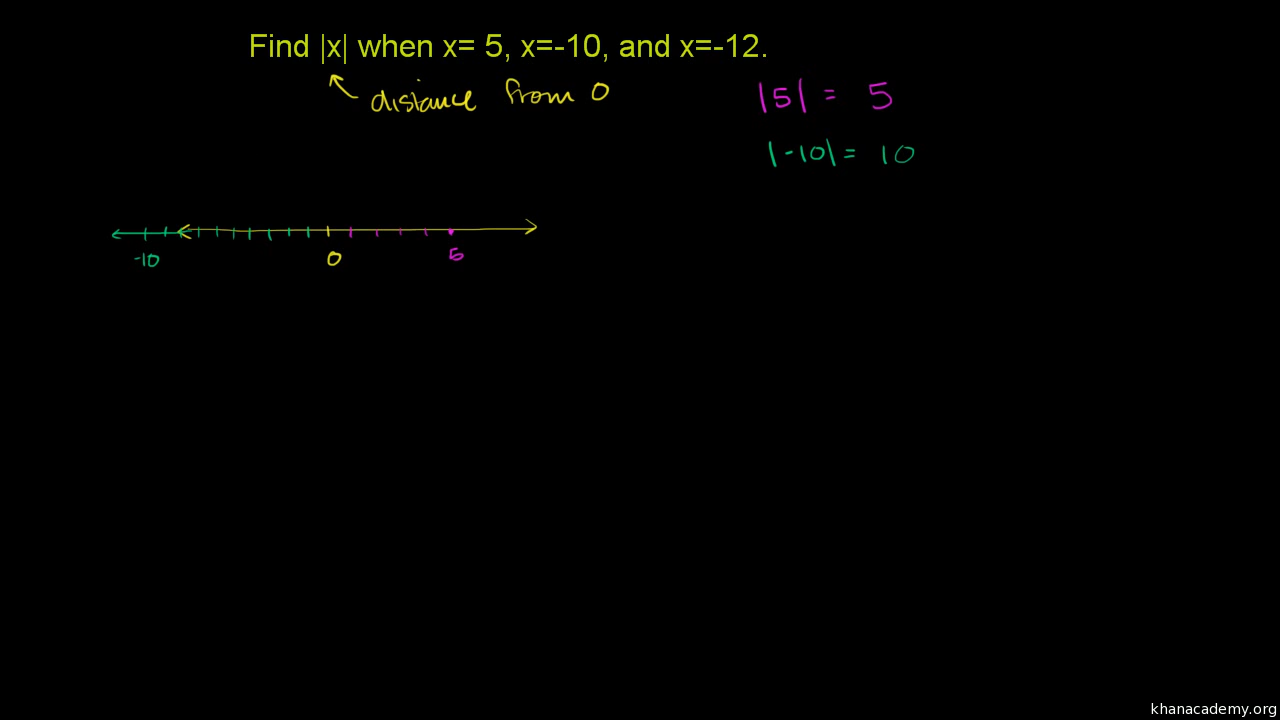 Find |x| when x= 5, x=-10, and x=-12.
distance from 0
|5| = 5
|-10| = 10
-10 0 5
khanacademy.org